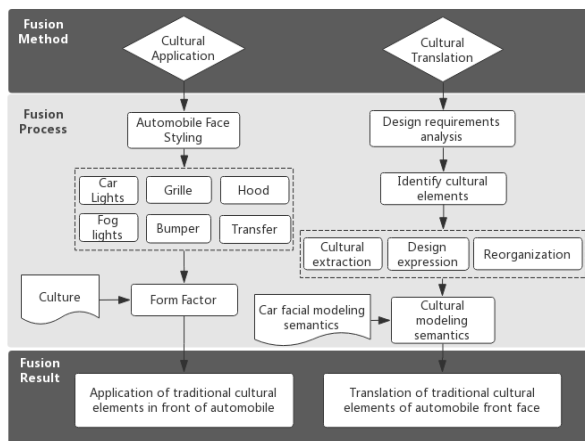 Fusion
Method
Cultural
Application
Cultural
Translation
Fusion
Process
Automobile Face
Styling
Design requirements
analysis
Car
Lights
Grille
Hood
Identify cultural
elements
Fog
lights
Bumper
Transfer
Cultural
extraction
Design
expression
Reorganization
Culture
Form Factor
Car facial modeling
semantics
Cultural
modeling
semantics
Fusion
Result
Application of traditional cultural
elements in front of automobile
Translation of traditional cultural
elements of automobile front face